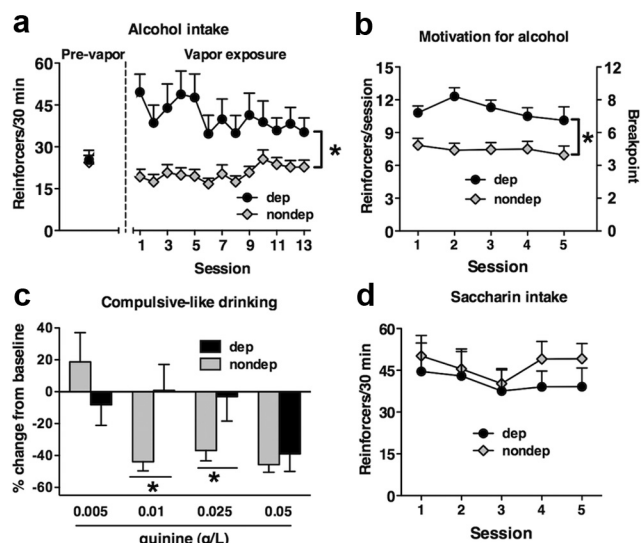 a
Alcohol intake
Pre-vapor
Vapor exposure
Reinforcers/30 min
60
45
30
15
0
*
dep
nondep
1 3 5 7 9 11 13
Session
b
Motivation for alcohol
Reinforcers/session
15
12
9
6
3
0
*
dep
nondep
8
6
3
2
0
Breakpoint
1 2 3 4 5
Session
c
Compulsive-like drinking
% change from baseline
40
20
0
-20
-40
-60
dep
nondep
*
*
0.005 0.01 0.025 0.05
quinine (g/L)
d
Saccharin intake
Reinforcers/30 min
60
45
30
15
0
dep
nondep
1 2 3 4 5
Session